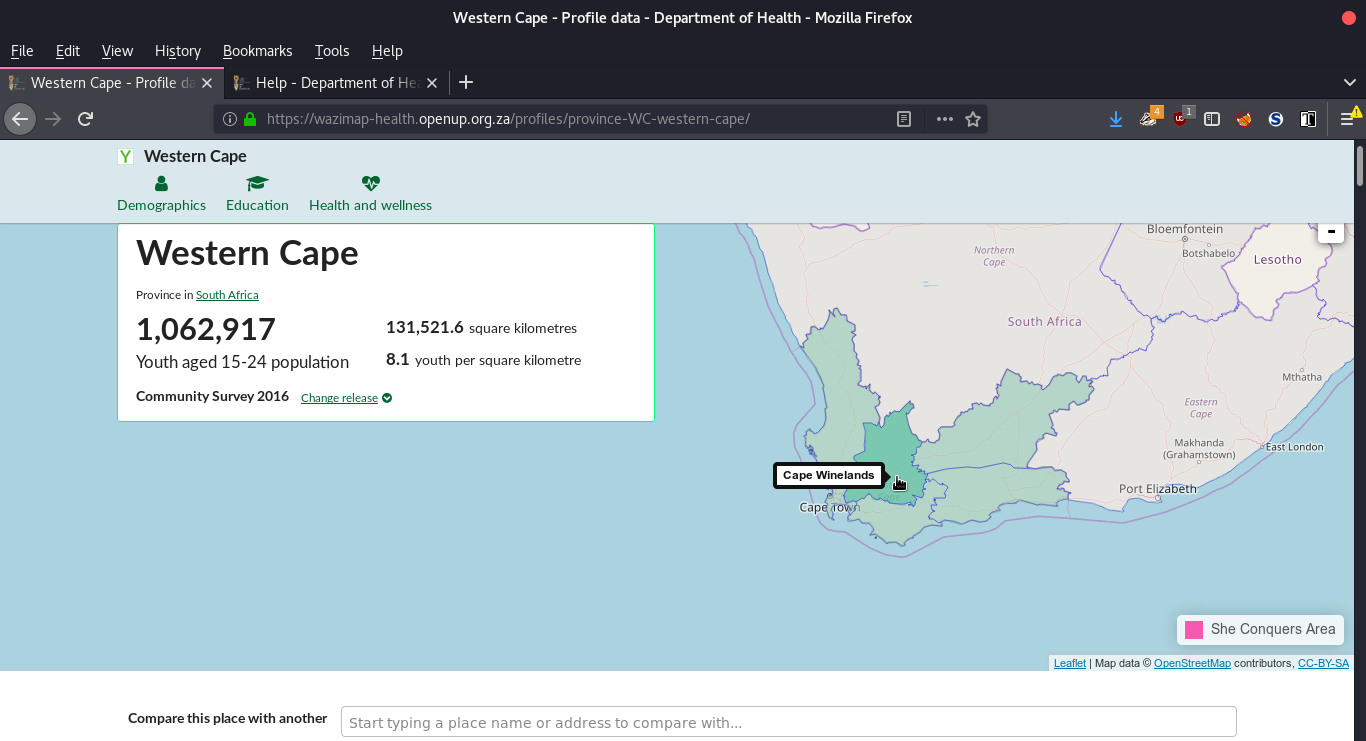 Western Cape - Profile data - Department of Health - Mozilla Firefox
File Edit View History Bookmarks Tools Help
Western Cape - Profile da
Help - Department of Hea
https://wazimap-health.openup.org.za/profiles/province-WC-western-cape/
4
1
Y Western Cape
Demographics Education Health and wellness
Western Cape
Province in South Africa
1,062,917
Youth aged 15-24 population
131,521.6 square kilometres
8.1 youth per square kilometre
Community Survey 2016 Change release
-
Bloemfontein
Botshabelo
Northern
Cape
Lesotho
South Africa
Mthatha
Eastern
Cape
Makhanda
(Grahamstown)
East London
Port Elizabeth
Cape Winelands
Cape Town
She Conquers Area
Leaflet | Map data © OpenStreetMap contributors, CC-BY-SA
Compare this place with another
Start typing a place name or address to compare with...